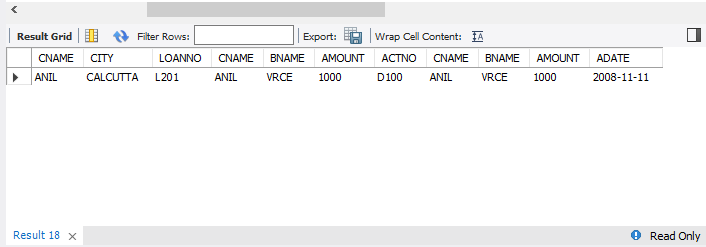 Result Grid Filter Rows: Export: Wrap Cell Content: IA
CNAME CITY LOANNO CNAME BNAME AMOUNT ACTNO CNAME BNAME AMOUNT ADATE
ANIL CALCUTTA L201 ANIL VRCE 1000 D100 ANIL VRCE 1000 2008-11-11
Result 18 Read Only